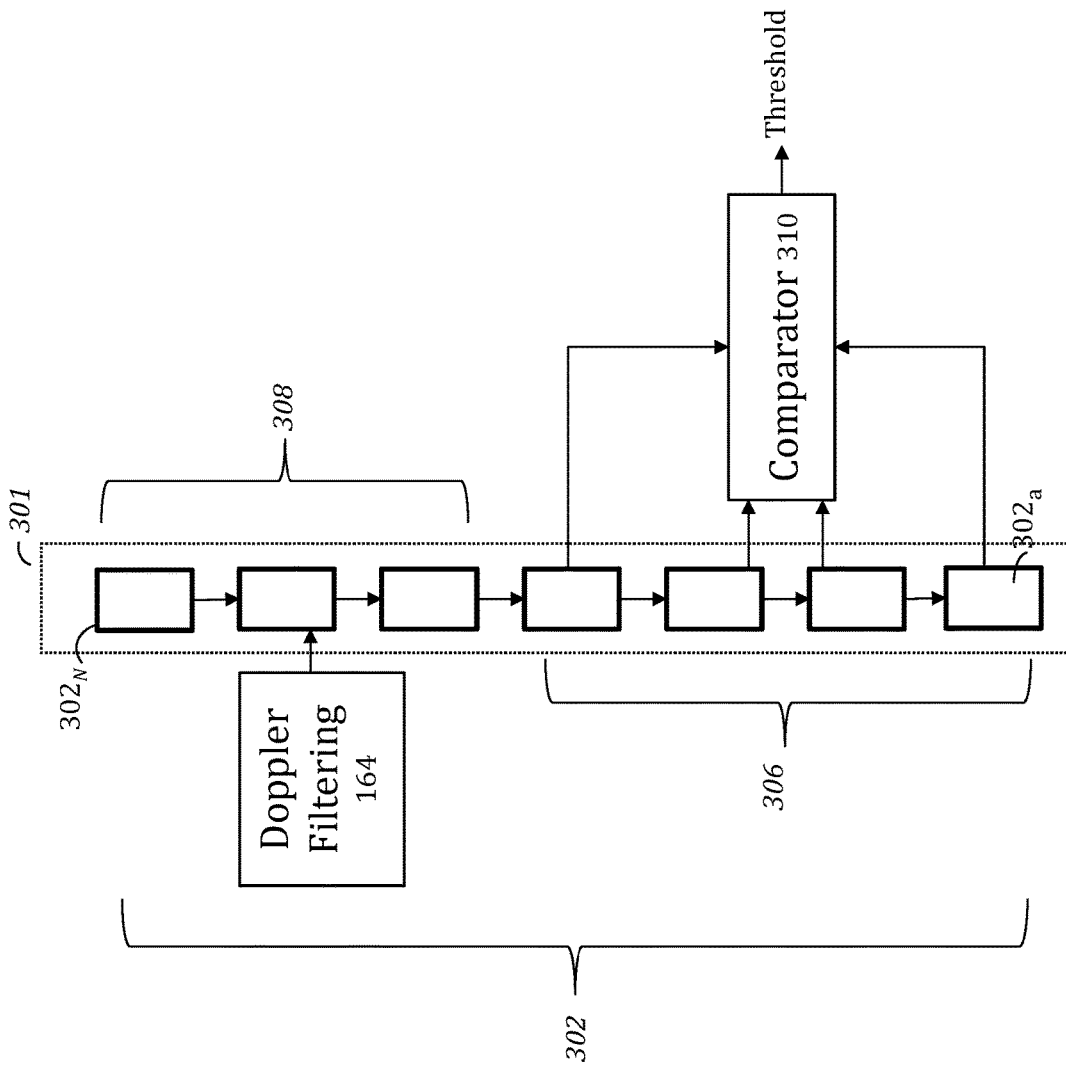 301
308
302N
302a
Doppler
Filtering
164
306
302
Comparator 310
Threshold